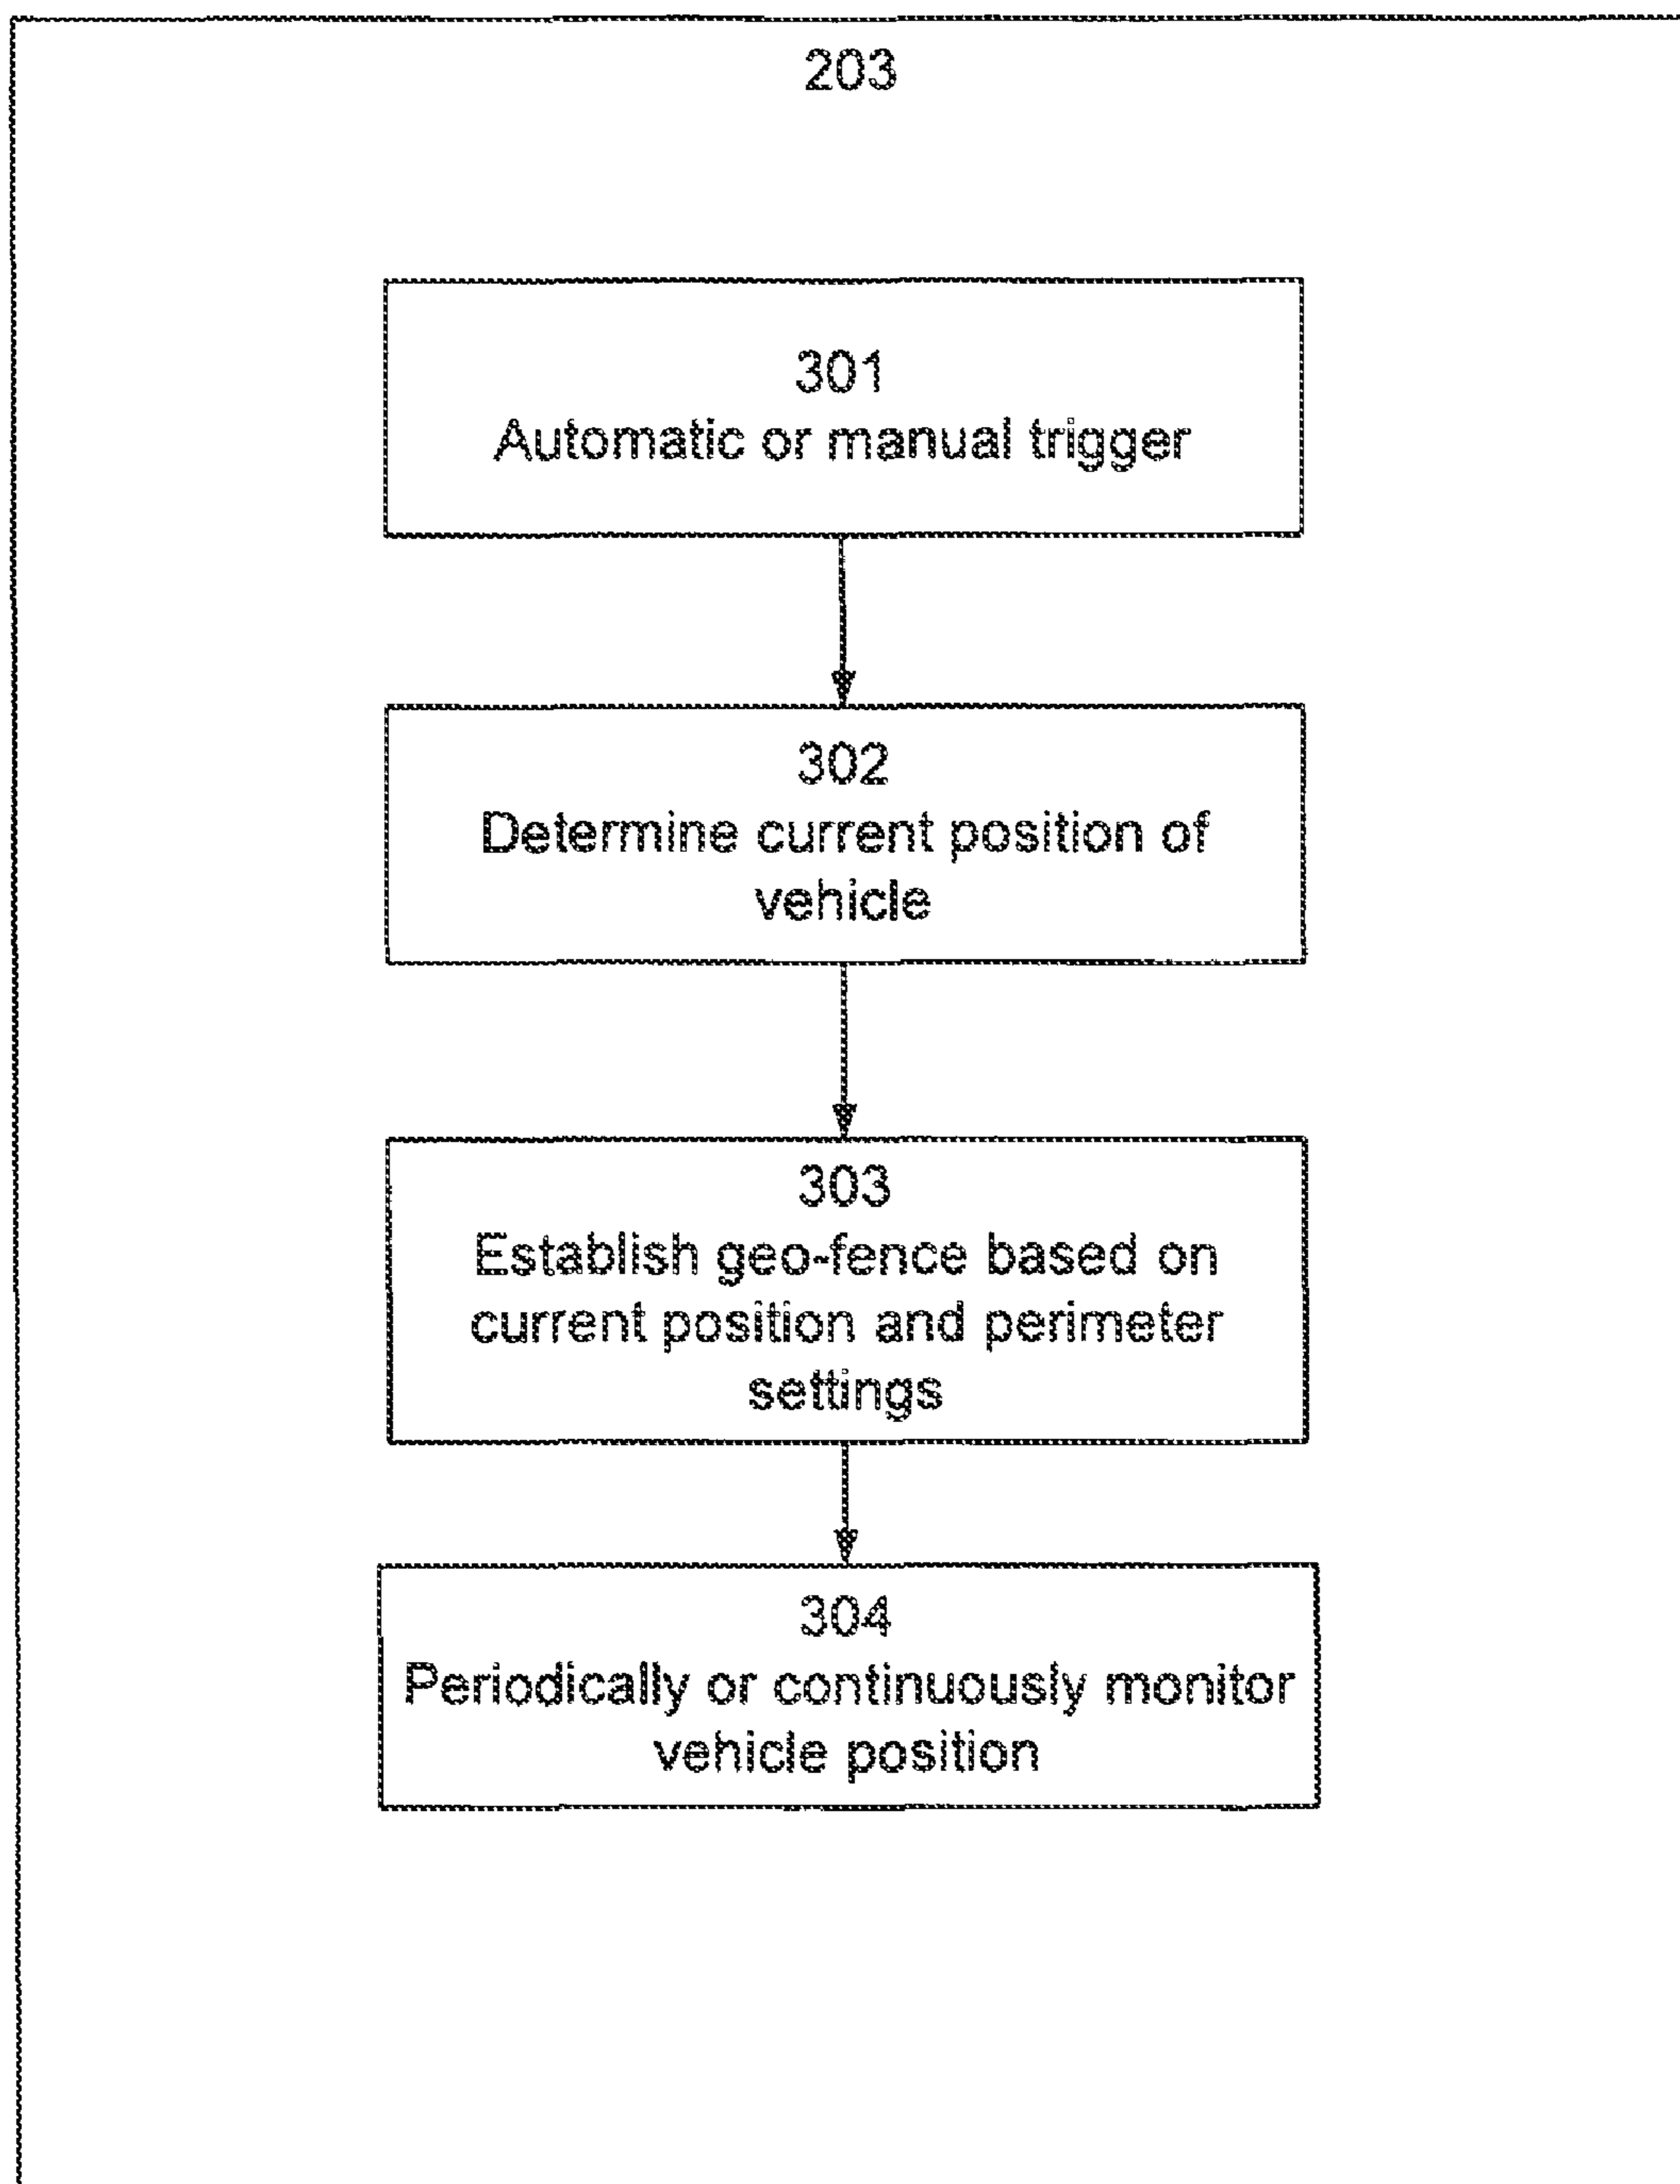 203
301
Automatic or manual trigger
302
Determine current position of
vehicle
303
Establish geo-fence based on
current position and perimeter
settings
304
Periodically or continuously monitor
vehicle position